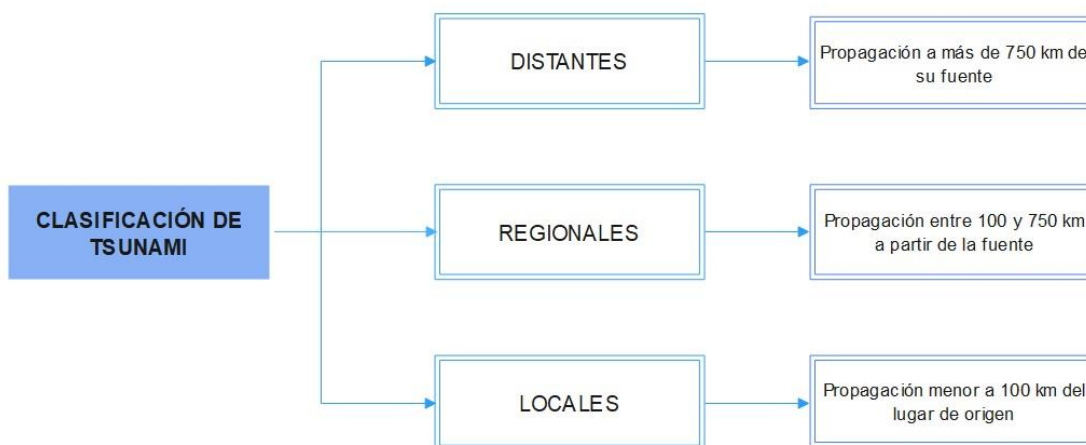 CLASIFICACIÓN DE
TSUNAMI
DISTANTES
Propagación a más de 750 km de
su fuente
REGIONALES
Propagación entre 100 y 750 km
a partir de la fuente
LOCALES
Propagación menor a 100 km del
lugar de origen